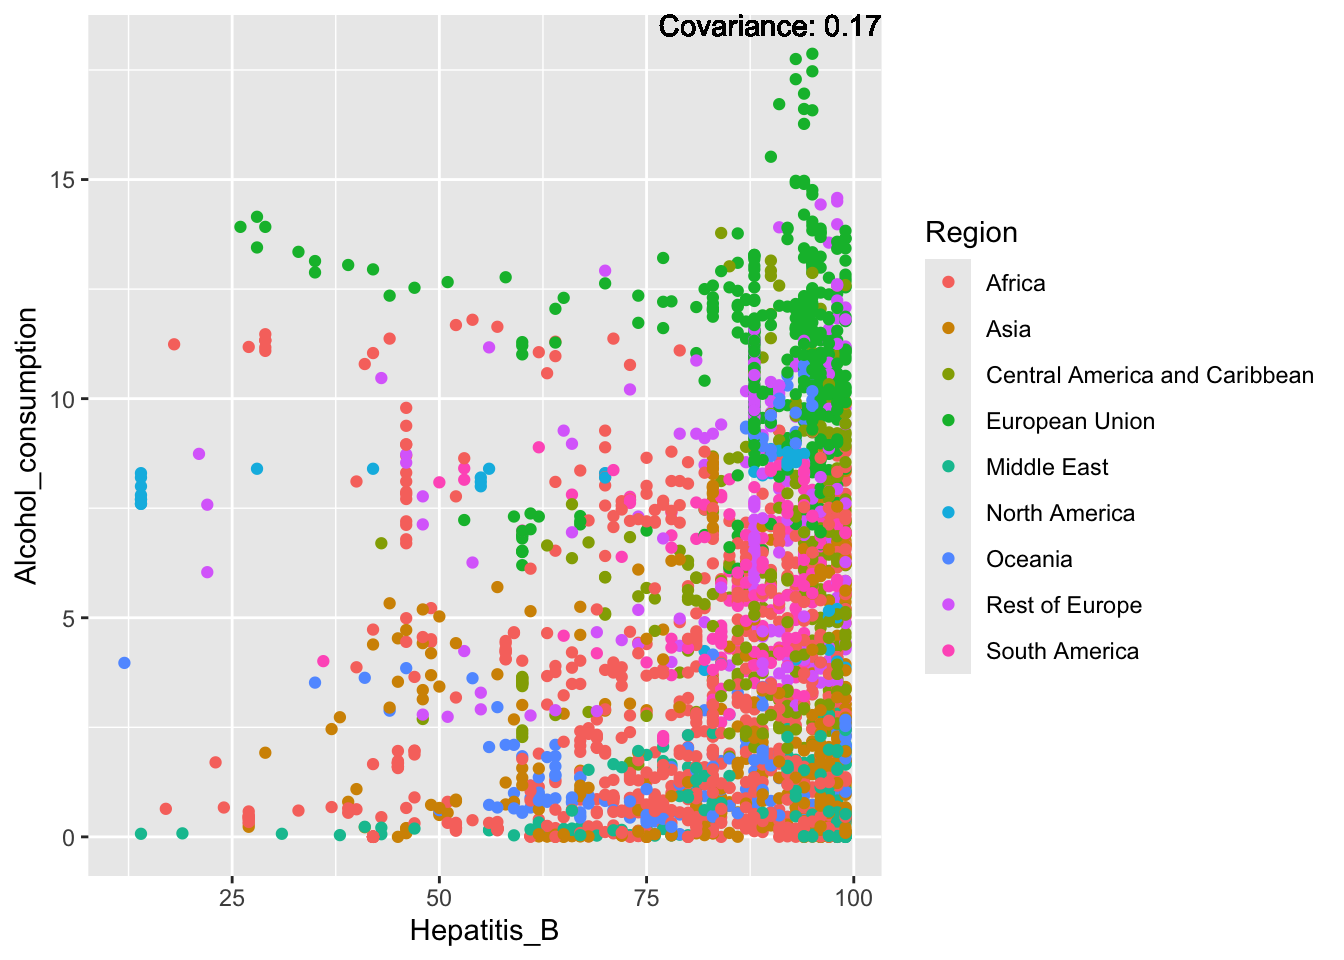 Covariance: 0.17
Alcohol_consumption
15
10
5
0
25
50
75
100
Hepatitis_B
Region
Africa
Asia
Central America and Caribbean
European Union
Middle East
North America
Oceania
Rest of Europe
South America